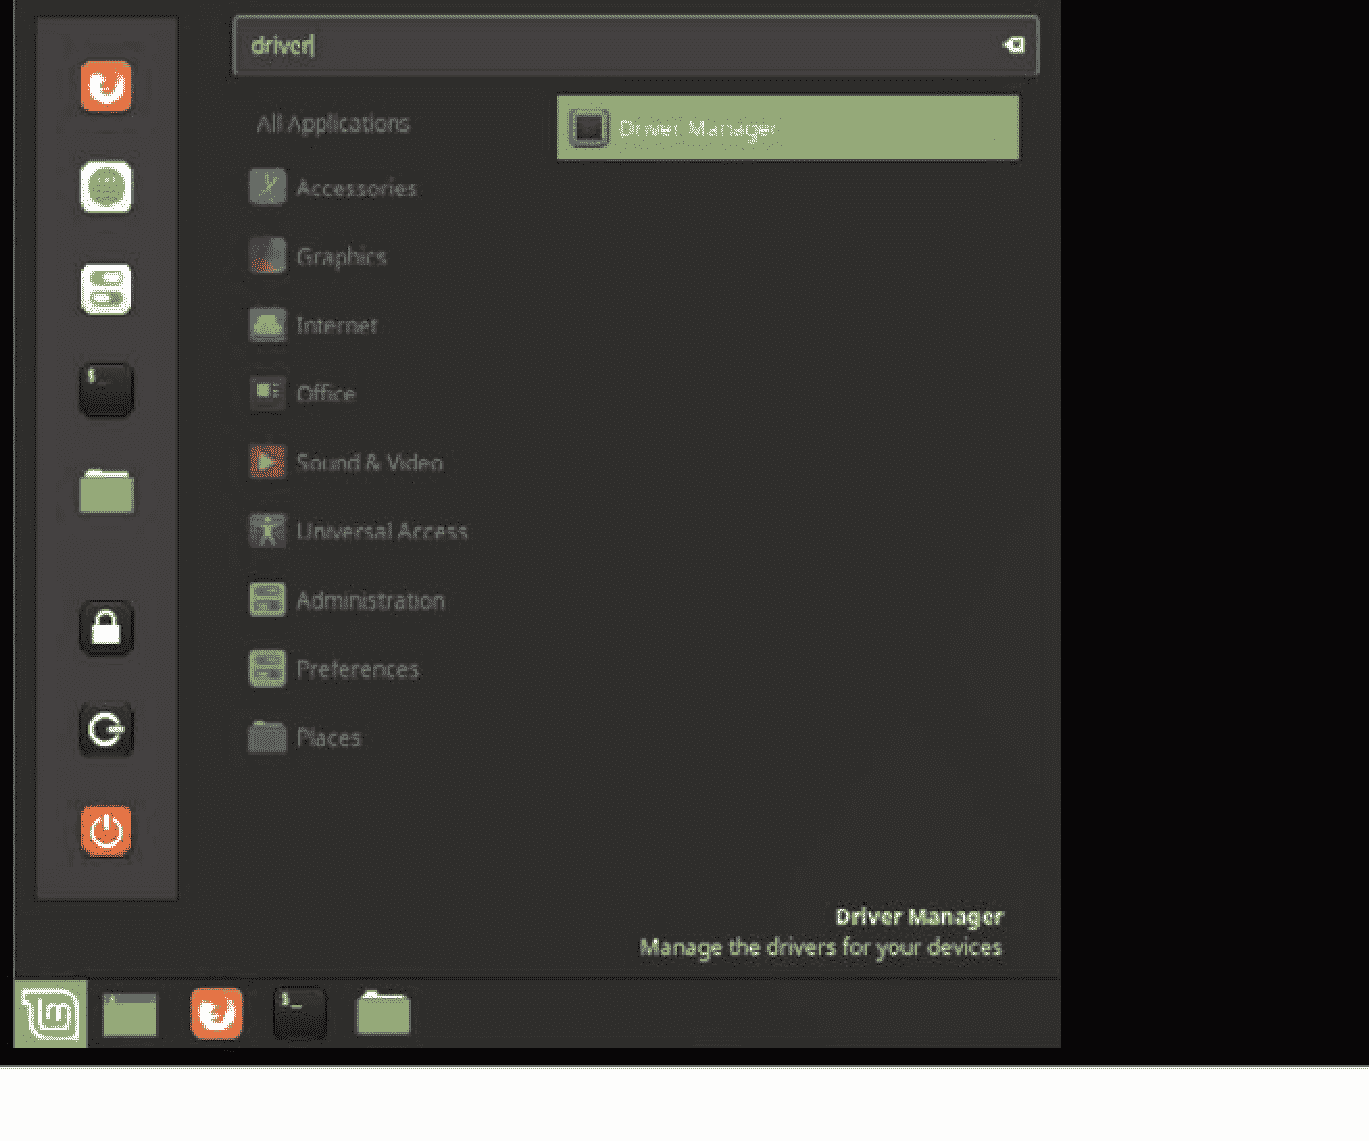 driver
All Applications
Driver Manager
Accessories
Graphics
Internet
Office
Sound & Video
Universal Access
Administration
Preferences
Places
Driver Manager
Manage the drivers for your devices
$_
lm
$_